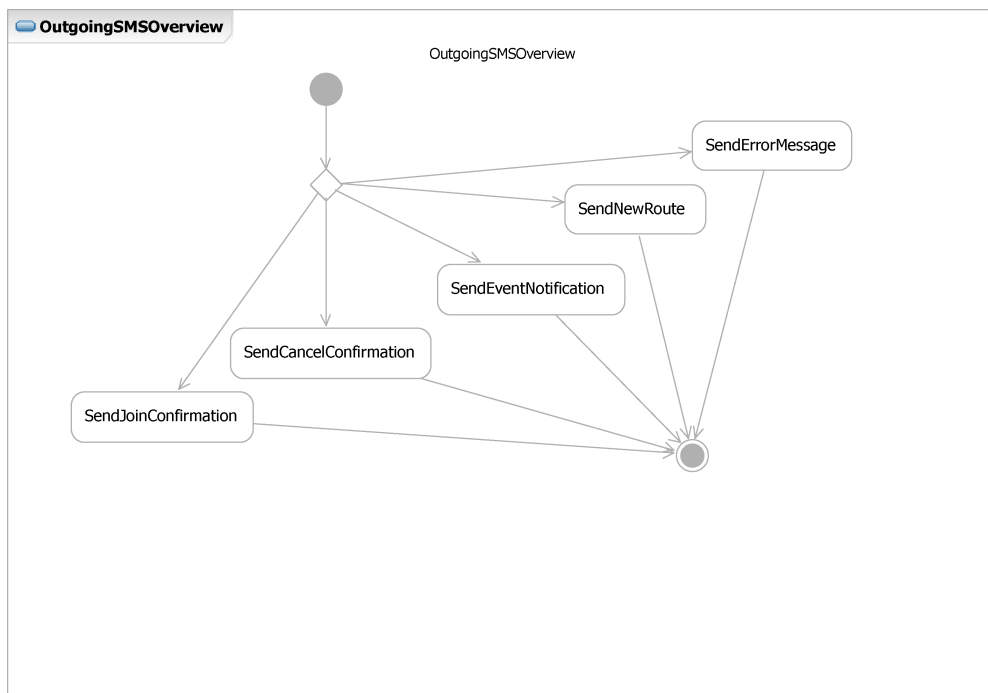 OutgoingSMSOverview
OutgoingSMSOverview
SendErrorMessage
SendNewRoute
SendEventNotification
SendCancelConfirmation
SendJoinConfirmation